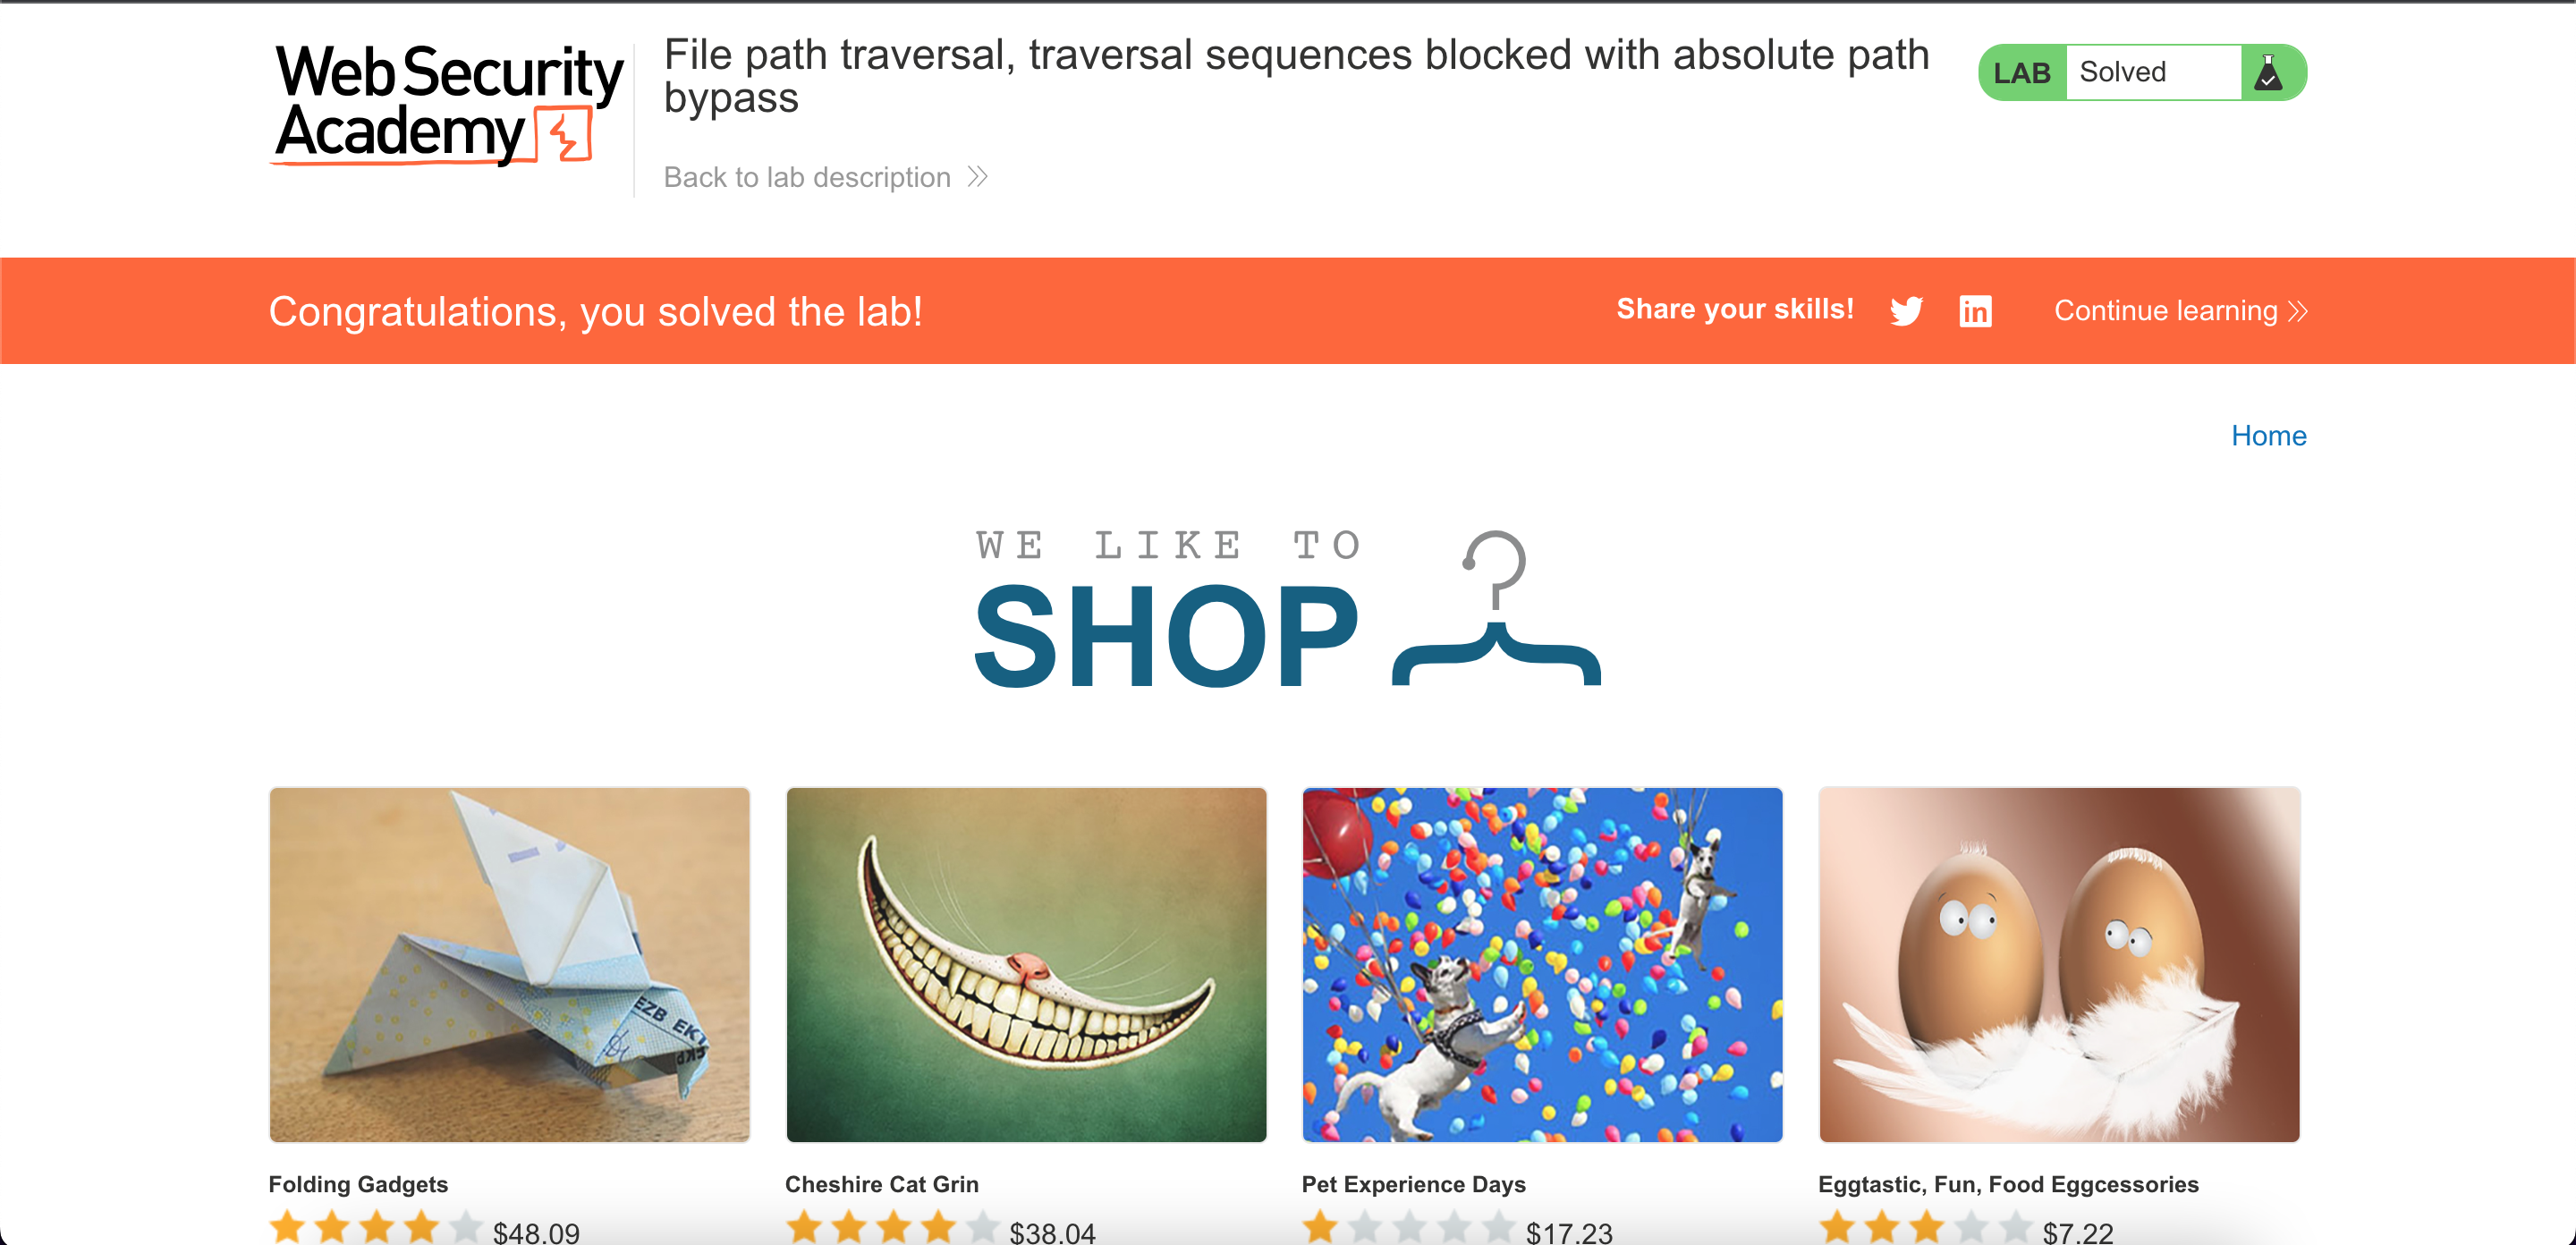 Web Security
Academy
File path traversal, traversal sequences blocked with absolute path
bypass
Back to lab description
LAB Solved
Congratulations, you solved the lab!
Share your skills!
in
Continue learning
Home
WE LIKE TO
SHOP
EZB EK
Folding Gadgets
Cheshire Cat Grin
Pet Experience Days
Eggtastic, Fun, Food Eggcessories
$48.09
$38.04
$17.23
$7.22